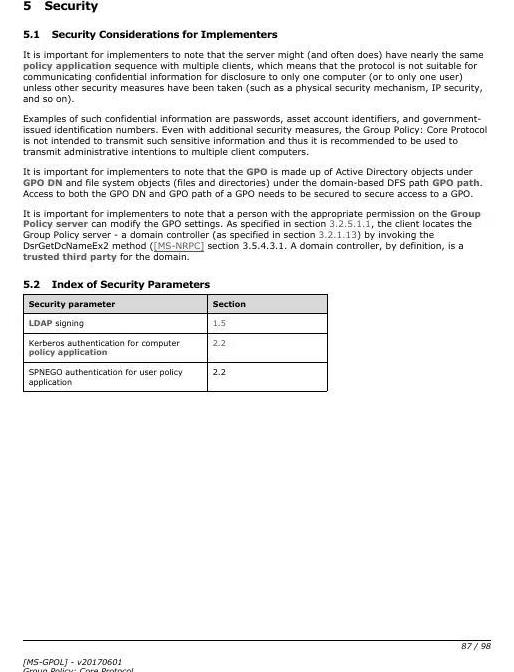 5 Security
5.1 Security Considerations for Implementers
It is important for implementers to note that the server might (and often does) have nearly the same
policy application sequence with multiple clients, which means that the protocol is not suitable for
communicating confidential information for disclosure to only one computer (or to only one user)
unless other security measures have been taken (such as a physical security mechanism, IP security,
and so on).
Examples of such confidential information are passwords, asset account identifiers, and government-
issued identification numbers. Even with additional security measures, the Group Policy: Core Protocol
is not intended to transmit such sensitive information and thus it is recommended to be used to
transmit administrative intentions to multiple client computers.
It is important for implementers to note that the GPO is made up of Active Directory objects under
GPO DN and file system objects (files and directories) under the domain-based DFS path GPO path.
Access to both the GPO DN and GPO path of a GPO needs to be secured to secure access to a GPO.
It is important for implementers to note that a person with the appropriate permission on the Group
Policy server can modify the GPO settings. As specified in section 3.2.5.1.1, the client locates the
Group Policy server - a domain controller (as specified in section 3.2.1.13) by invoking the
DsrGetDcNameEx2 method ([MS-NRPC] section 3.5.4.3.1. A domain controller, by definition, is a
trusted third party for the domain.
5.2 Index of Security Parameters
Security parameter Section
LDAP signing 1.5
Kerberos authentication for computer 2.2
policy application
SPNEGO authentication for user policy 2.2
application
87 / 98
[MS-GPOL] - v20170601
Group Policy: Core Protocol